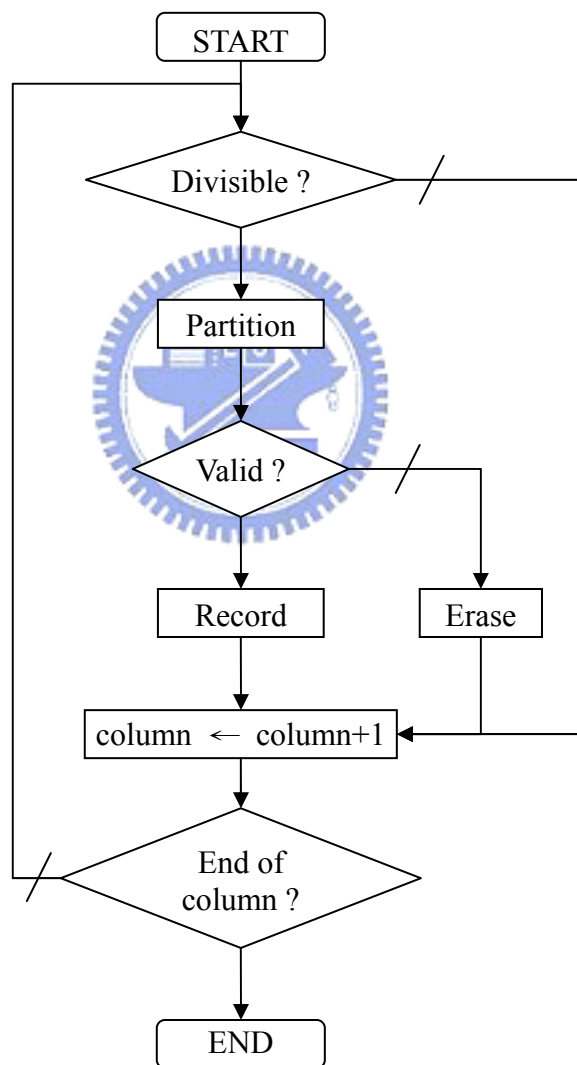 START
Divisible ?
Partition
Valid ?
Record
Erase
column ← column+1
End of
column ?
END